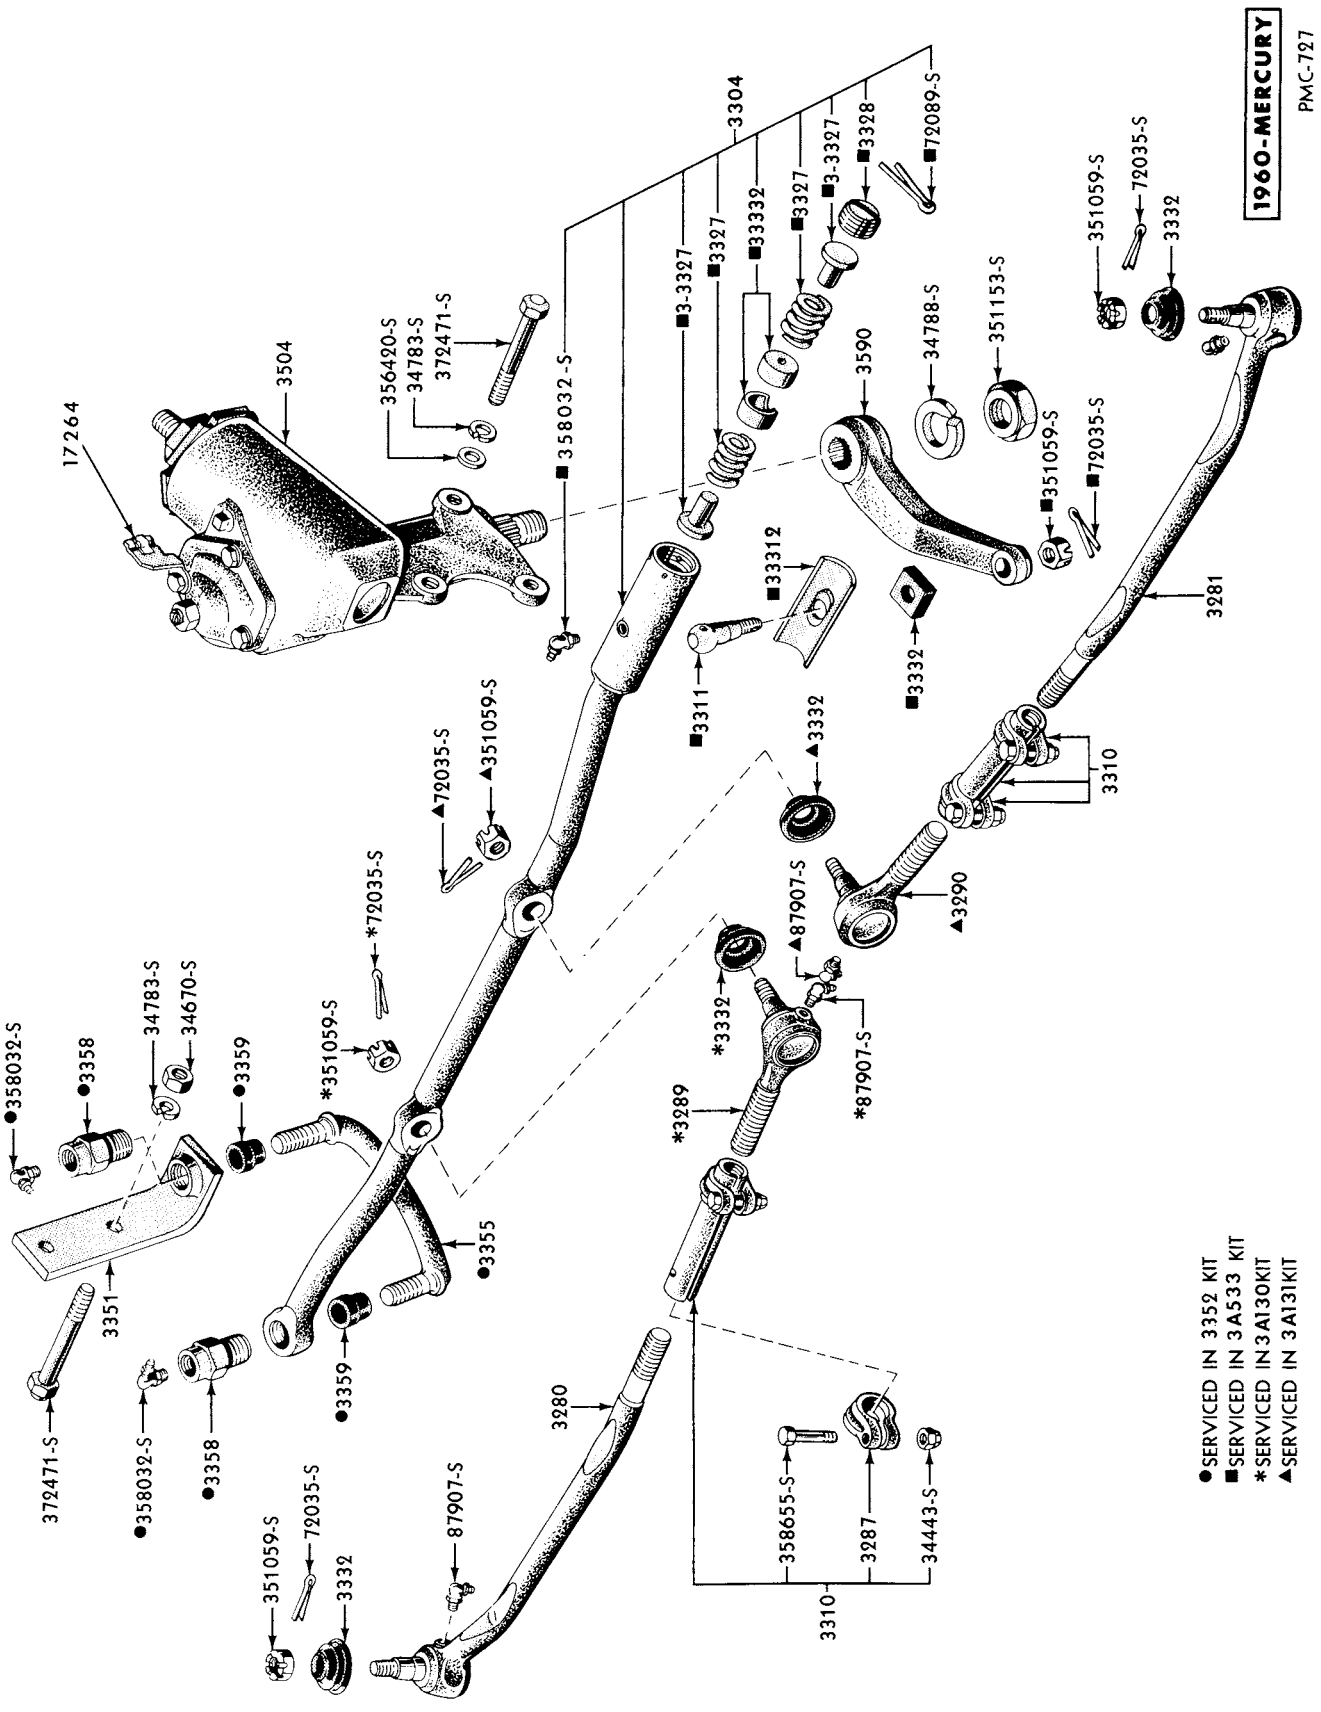 1960-MERCURY
PMC-727
17264
3504
356420-S
34783-S
372471-S
■358032-S
3304
■3-3327
■3327
■33332
■3327
■3-3327
■3328
■72089-S
3590
34788-S
351153-S
■351059-S
■72035-S
351059-S
72035-S
3332
■33312
■3311
■3332
3281
3310
▲72035-S
▲351059-S
▲3332
▲87907-S
▲3290
*72035-S
*351059-S
*3332
*87907-S
*3289
●358032-S
●3358
34783-S
34670-S
●3359
3351
372471-S
●358032-S
●3358
●3359
●3355
3280
351059-S
72035-S
3332
87907-S
358655-S
3287
34443-S
3310
●SERVICED IN 3352 KIT
■SERVICED IN 3A533 KIT
*SERVICED IN 3A130KIT
▲SERVICED IN 3A131KIT